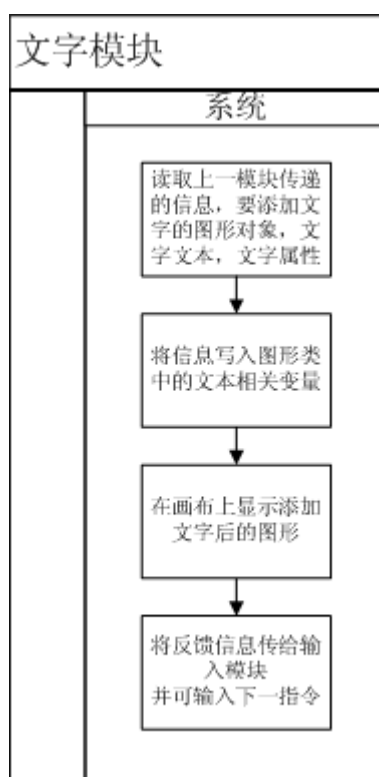 文字模块
系统
读取上一模块传递
的信息，要添加文
字的图形对象，文
字文本，文字属性
将信息写入图形类
中的文本相关变量
在画布上显示添加
文字后的图形
将反馈信息传给输
入模块
并可输入下一指令